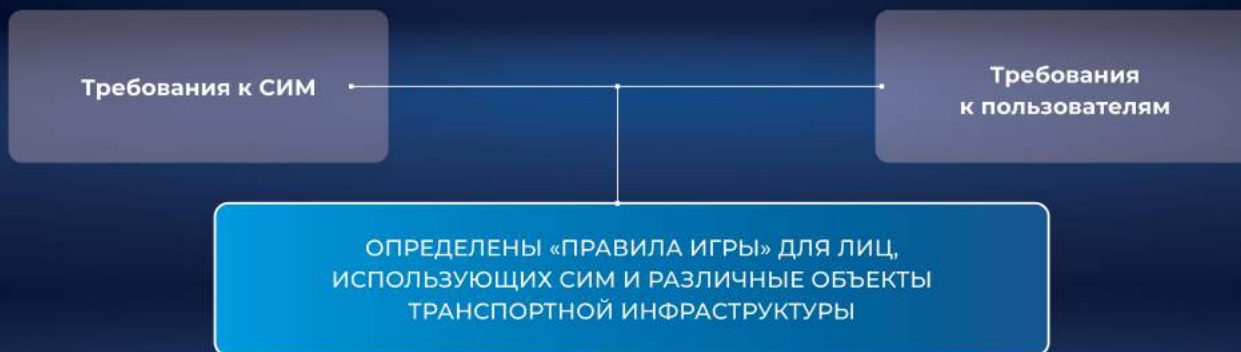 Требования к СИМ
Требования
к пользователям
ОПРЕДЕЛЕНЫ «ПРАВИЛА ИГРЫ» ДЛЯ ЛИЦ,
ИСПОЛЬЗУЮЩИХ СИМ И РАЗЛИЧНЫЕ ОБЪЕКТЫ
ТРАНСПОРТНОЙ ИНФРАСТРУКТУРЫ